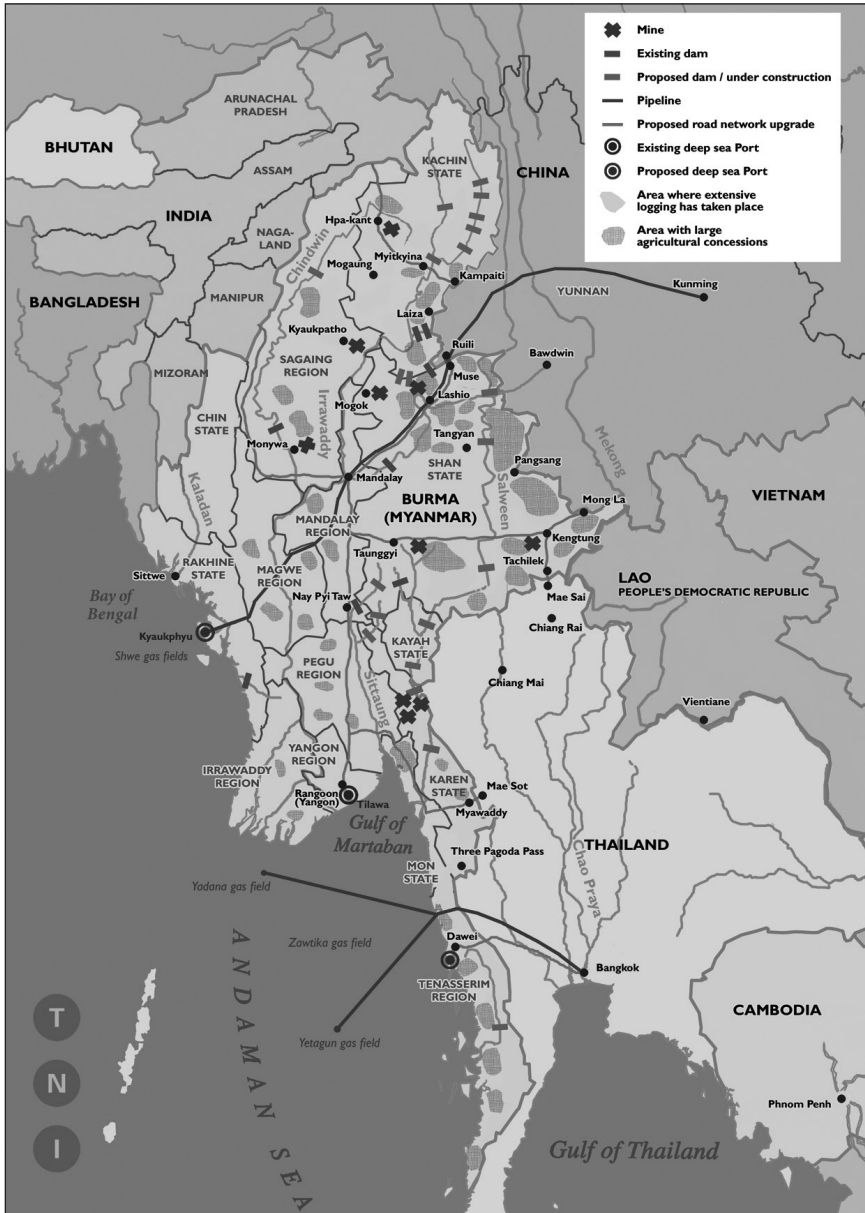 Mine
Existing dam
Proposed dam / under construction
Pipeline
Proposed road network upgrade
Existing deep sea Port
Proposed deep sea Port
Area where extensive
logging has taken place
Area with large
agricultural concessions
ARUNACHAL
PRADESH
BHUTAN
KACHIN
STATE
CHINA
ASSAM
INDIA
Hpa-kant
NAGA-
LAND
Chindwin
Myitkyina
Mogaung
Kampaiti
Kunming
YUNNAN
BANGLADESH
MANIPUR
Laiza
Kyaukpatho
Ruili
Bawdwin
MIZORAM
SAGAING
REGION
Muse
Irrawaddy
Mogok
Lashio
CHIN
STATE
Tangyan
Monywa
Mekong
SHAN
STATE
Pangsang
Mandalay
Kaladan
Salween
BURMA
(MYANMAR)
VIETNAM
Mong La
MANDALAY
REGION
Kengtung
Taunggyi
RAKHINE
STATE
MAGWE
REGION
Tachilek
Sittwe
LAO
PEOPLE'S DEMOCRATIC REPUBLIC
Bay of
Bengal
Nay Pyi Taw
Mae Sai
Kyaukphyu
Chiang Rai
Shwe gas fields
KAYAH
STATE
PEGU
REGION
Sittaung
Chiang Mai
Vientiane
YANGON
REGION
IRRAWADDY
REGION
KAREN
STATE
Mae Sot
Rangoon
(Yangon)
Tilawa
Myawaddy
Gulf of
Martaban
THAILAND
Three Pagoda Pass
MON
STATE
Chao Praya
Yadana gas field
Dawei
Zawtika gas field
Bangkok
TENASSERIM
REGION
CAMBODIA
Yetagun gas field
ANDAMAN SEA
Phnom Penh
Gulf of Thailand
T
N
I